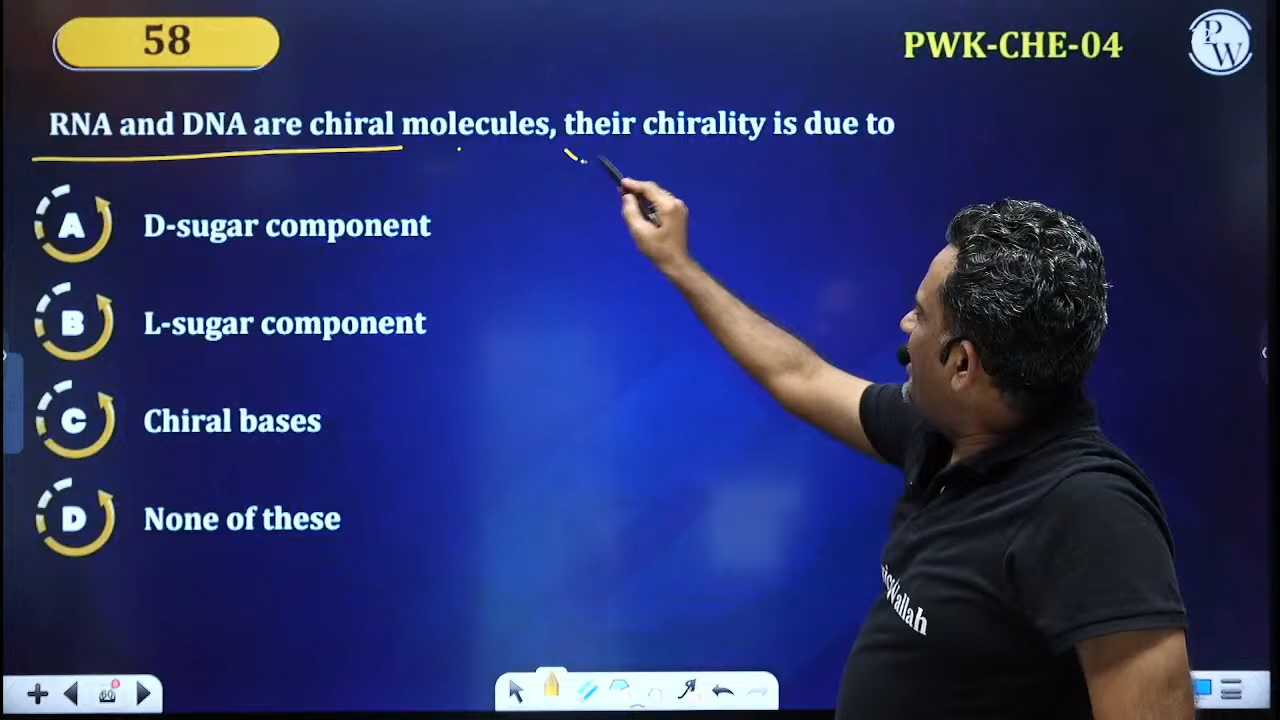 58
PWK-CHE-04
P
W
RNA and DNA are chiral molecules, their chirality is due to
A D-sugar component
B L-sugar component
C Chiral bases
D None of these
Wallah